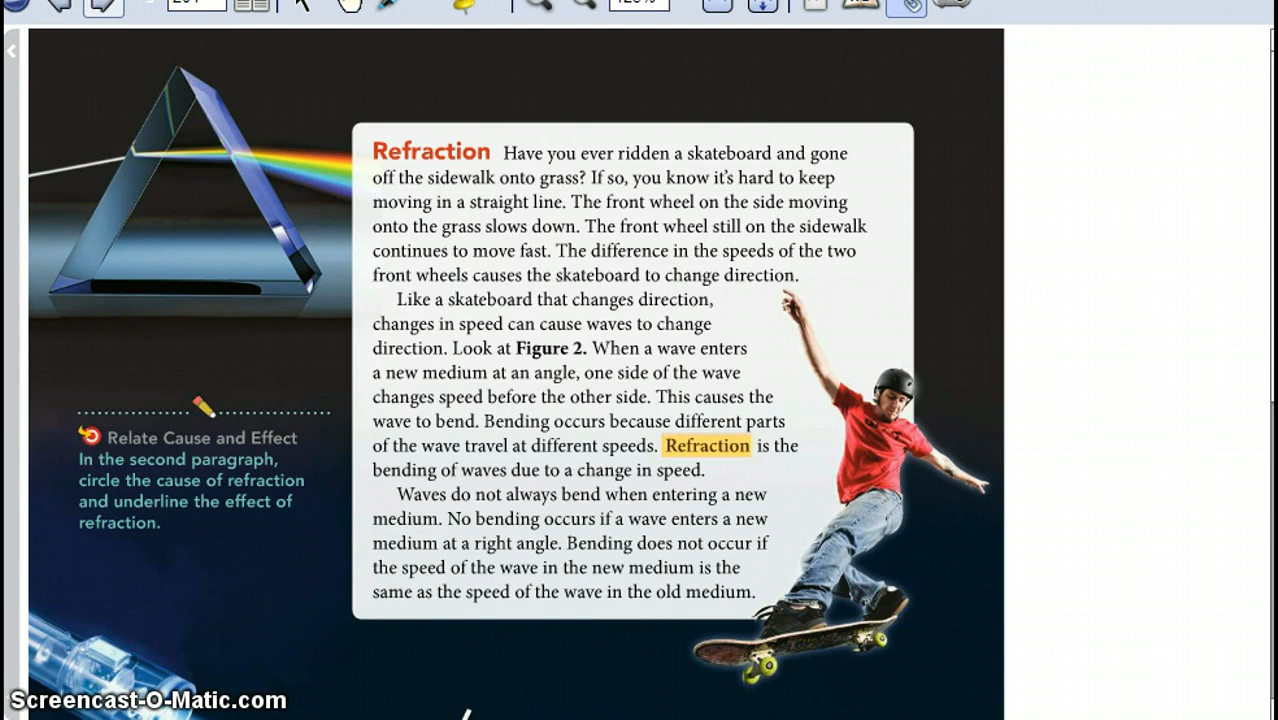 Refraction Have you ever ridden a skateboard and gone
off the sidewalk onto grass? If so, you know it's hard to keep
moving in a straight line. The front wheel on the side moving
onto the grass slows down. The front wheel still on the sidewalk
continues to move fast. The difference in the speeds of the two
front wheels causes the skateboard to change direction.
Like a skateboard that changes direction,
changes in speed can cause waves to change
direction. Look at Figure 2. When a wave enters
a new medium at an angle, one side of the wave
changes speed before the other side. This causes the
wave to bend. Bending occurs because different parts
of the wave travel at different speeds. Refraction is the
bending of waves due to a change in speed.
Waves do not always bend when entering a new
medium. No bending occurs if a wave enters a new
medium at a right angle. Bending does not occur if
the speed of the wave in the new medium is the
same as the speed of the wave in the old medium.
Relate Cause and Effect
In the second paragraph,
circle the cause of refraction
and underline the effect of
refraction.
Screencast-O-Matic.com